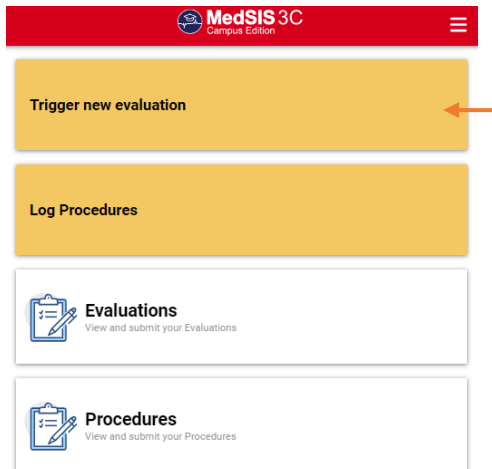 MedSIS 3C
Campus Edition
Trigger new evaluation
Log Procedures
Evaluations
View and submit your Evaluations
Procedures
View and submit your Procedures